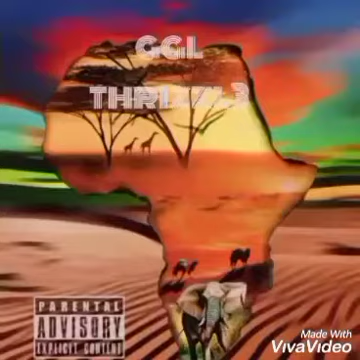 GGL
PARENTAL
ADVISORY
EXPLICIT CONTENT
Made With
VivaVideo